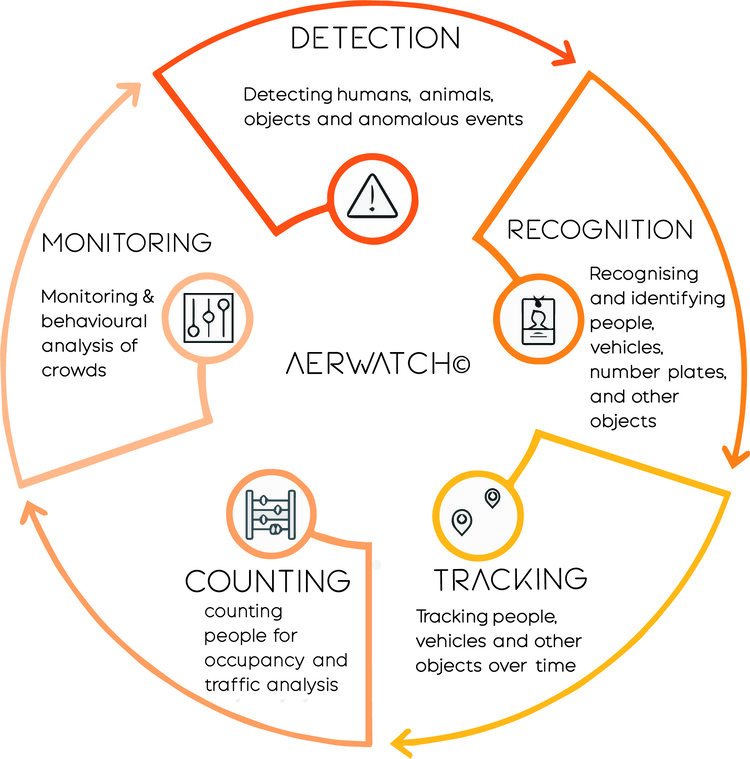 DETECTION
Detecting humans, animals,
objects and anomalous events
RECOGNITION
Recognising
and identifying
people,
vehicles,
number plates,
and other
objects
TRACKING
Tracking people,
vehicles and other
objects over time
COUNTING
counting
people for
occupancy and
traffic analysis
MONITORING
Monitoring &
behavioural
analysis of
crowds
AERWATCH©